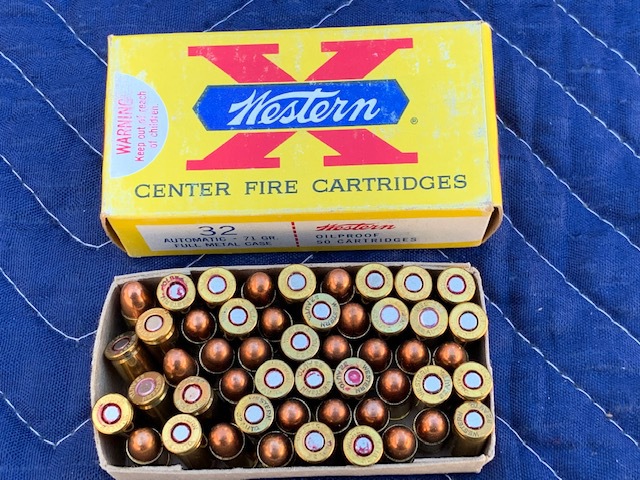 WARNING
Keep out of reach
of children.
X
Western
®
CENTER FIRE CARTRIDGES
32
AUTOMATIC - 71 GR.
FULL METAL CASE
Western
OILPROOF
50 CARTRIDGES
WESTERN